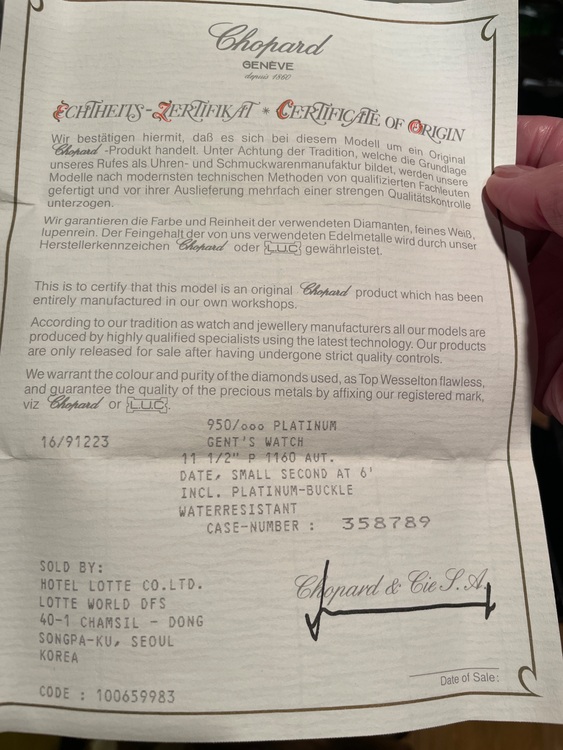 Chopard
GENÈVE
depuis 1860
ECHTHEITS-ZERTIFIKAT * CERTIFICATE OF ORIGIN
Wir bestätigen hiermit, daß es sich bei diesem Modell um ein Original
Chopard -Produkt handelt. Unter Achtung der Tradition, welche die Grundlage
unseres Rufes als Uhren- und Schmuckwarenmanufaktur bildet, werden unsere
Modelle nach modernsten technischen Methoden von qualifizierten Fachleuten
gefertigt und vor ihrer Auslieferung mehrfach einer strengen Qualitätskontrolle
unterzogen.
Wir garantieren die Farbe und Reinheit der verwendeten Diamanten, feines Weiß,
lupenrein. Der Feingehalt der von uns verwendeten Edelmetalle wird durch unser
Herstellerkennzeichen Chopard oder L.U.C gewährleistet.
This is to certify that this model is an original Chopard product which has been
entirely manufactured in our own workshops.
According to our tradition as watch and jewellery manufacturers all our models are
produced by highly qualified specialists using the latest technology. Our products
are only released for sale after having undergone strict quality controls.
We warrant the colour and purity of the diamonds used, as Top Wesselton flawless,
and guarantee the quality of the precious metals by affixing our registered mark,
viz Chopard or L.U.C.
950/ooo PLATINUM
16/91223 GENT'S WATCH
11 1/2" P 1160 AUT.
DATE, SMALL SECOND AT 6'
INCL. PLATINUM-BUCKLE
WATERRESISTANT
CASE-NUMBER : 358789
SOLD BY:
HOTEL LOTTE CO.LTD.
LOTTE WORLD DFS
40-1 CHAMSIL - DONG
SONGPA-KU, SEOUL
KOREA
Chopard & Cie S.A.
Date of Sale:
CODE : 100659983